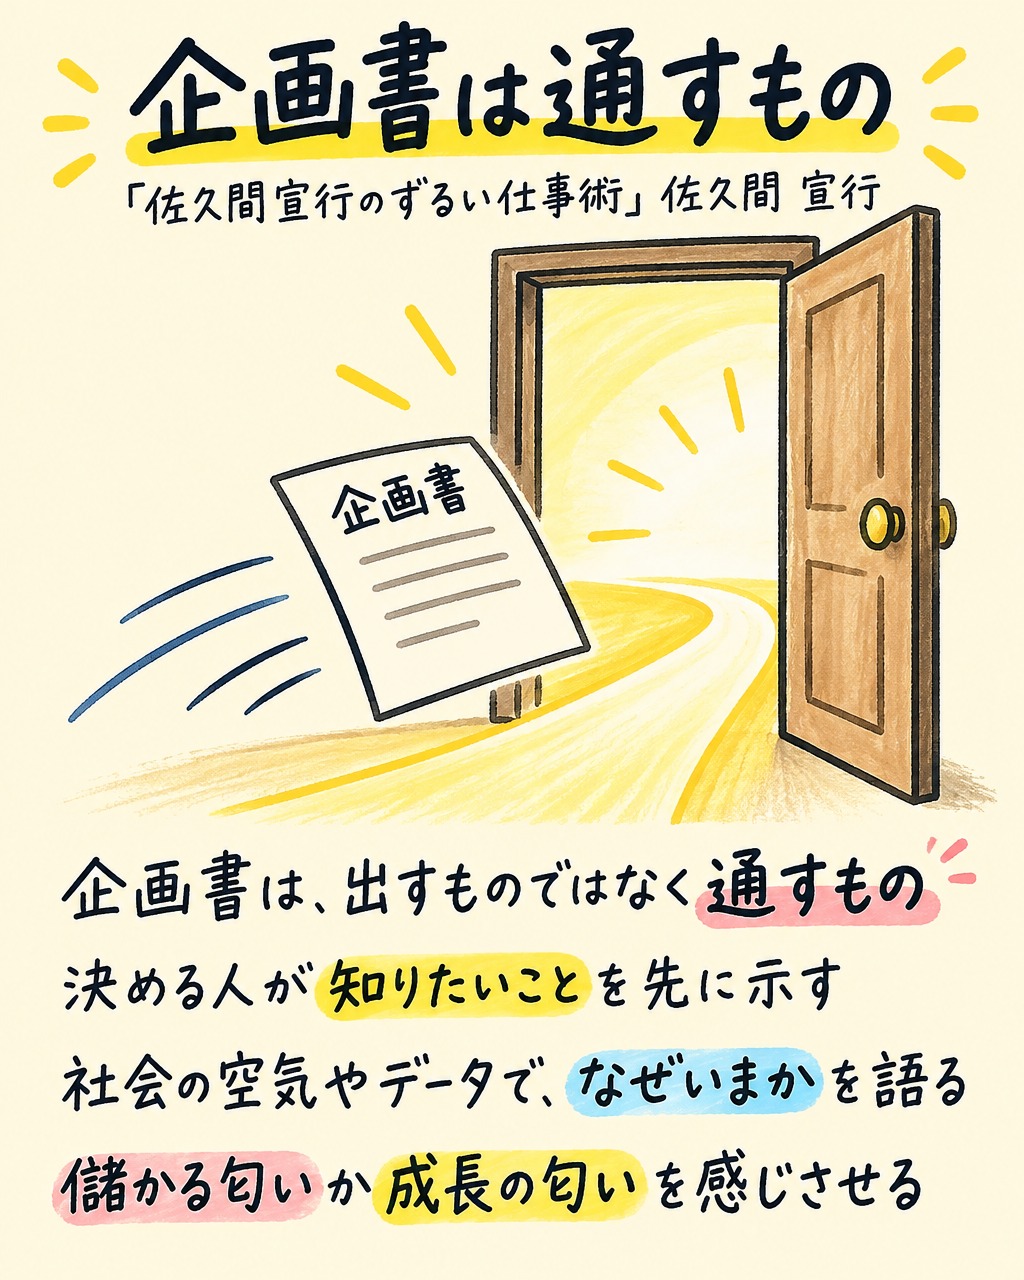 企画書は通すもの
「佐久間宣行のずるい仕事術」佐久間 宣行
企画書
企画書は、出すものではなく通すもの
決める人が知りたいことを先に示す
社会の空気やデータで、なぜいまかを語る
儲かる匂いか成長の匂いを感じさせる